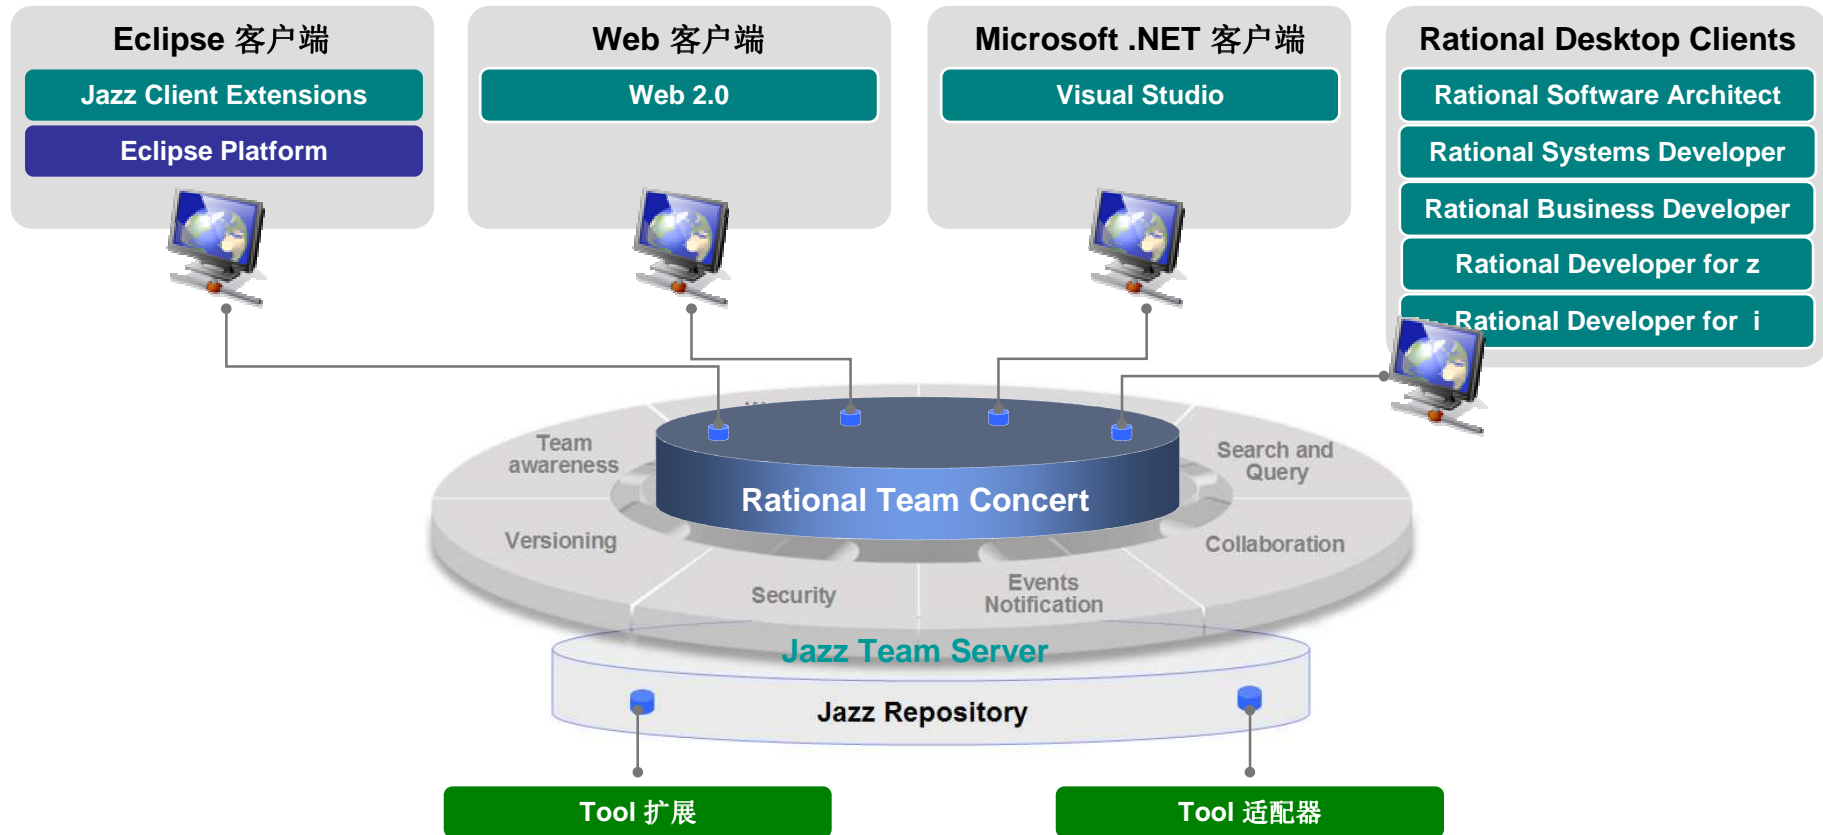 Eclipse 客户端
Jazz Client Extensions
Eclipse Platform
Web 客户端
Web 2.0
Microsoft .NET 客户端
Visual Studio
Rational Desktop Clients
Rational Software Architect
Rational Systems Developer
Rational Business Developer
Rational Developer for z
Rational Developer for i
Team
awareness
Search and
Query
Rational Team Concert
Versioning
Collaboration
Security
Events
Notification
Jazz Team Server
Jazz Repository
Tool 扩展
Tool 适配器